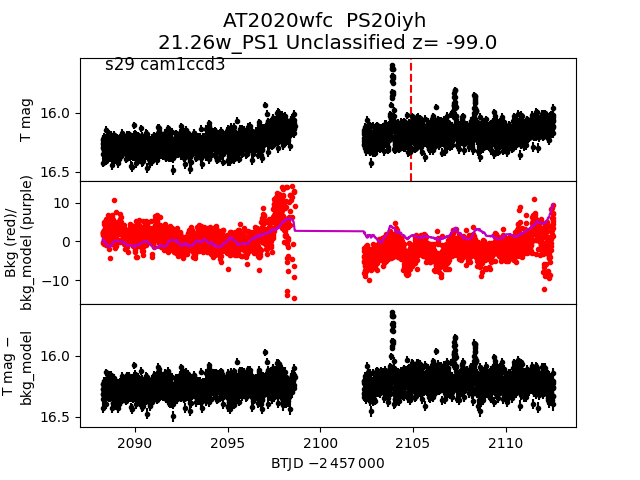 AT2020wfc PS20iyh
21.26w_PS1 Unclassified z= -99.0
s29 cam1ccd3
T mag
16.0
16.5
Bkg (red)/
bkg_model (purple)
10
0
−10
T mag −
bkg_model
16.0
16.5
2090
2095
2100
2105
2110
BTJD −2 457 000